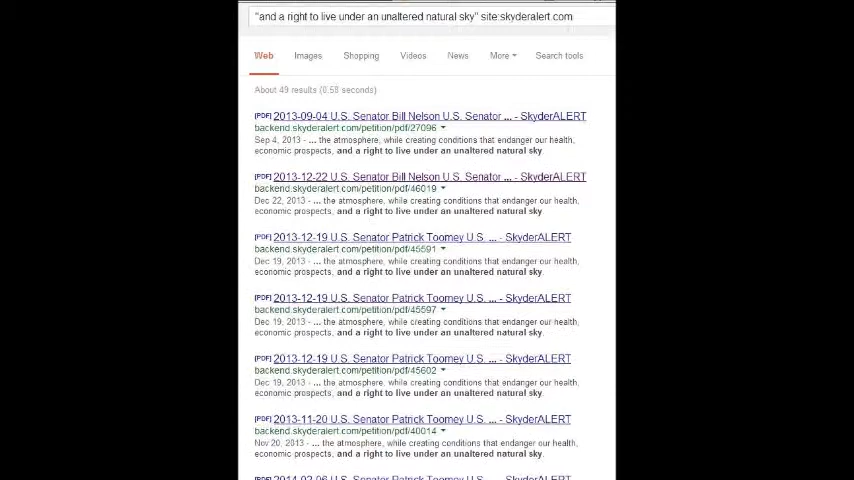 "and a right to live under an unaltered natural sky" site:skyderalert.com
Web Images Shopping Videos News More Search tools
About 49 results (0.58 seconds)
[PDF] 2013-09-04 U.S. Senator Bill Nelson U.S. Senator ... - SkyderALERT
backend.skyderalert.com/petition/pdf/27096
Sep 4, 2013 - ... the atmosphere, while creating conditions that endanger our health,
economic prospects, and a right to live under an unaltered natural sky.
[PDF] 2013-12-22 U.S. Senator Bill Nelson U.S. Senator ... - SkyderALERT
backend.skyderalert.com/petition/pdf/46019
Dec 22, 2013 - ... the atmosphere, while creating conditions that endanger our health,
economic prospects, and a right to live under an unaltered natural sky.
[PDF] 2013-12-19 U.S. Senator Patrick Toomey U.S. ... - SkyderALERT
backend.skyderalert.com/petition/pdf/45591
Dec 19, 2013 - ... the atmosphere, while creating conditions that endanger our health,
economic prospects, and a right to live under an unaltered natural sky.
[PDF] 2013-12-19 U.S. Senator Patrick Toomey U.S. ... - SkyderALERT
backend.skyderalert.com/petition/pdf/45597
Dec 19, 2013 - ... the atmosphere, while creating conditions that endanger our health,
economic prospects, and a right to live under an unaltered natural sky.
[PDF] 2013-12-19 U.S. Senator Patrick Toomey U.S. ... - SkyderALERT
backend.skyderalert.com/petition/pdf/45602
Dec 19, 2013 - ... the atmosphere, while creating conditions that endanger our health,
economic prospects, and a right to live under an unaltered natural sky.
[PDF] 2013-11-20 U.S. Senator Patrick Toomey U.S. ... - SkyderALERT
backend.skyderalert.com/petition/pdf/40014
Nov 20, 2013 - ... the atmosphere, while creating conditions that endanger our health,
economic prospects, and a right to live under an unaltered natural sky.
[PDF] 2014-02-06 U.S. Senator Patrick Toomey U.S. ... - SkyderALERT